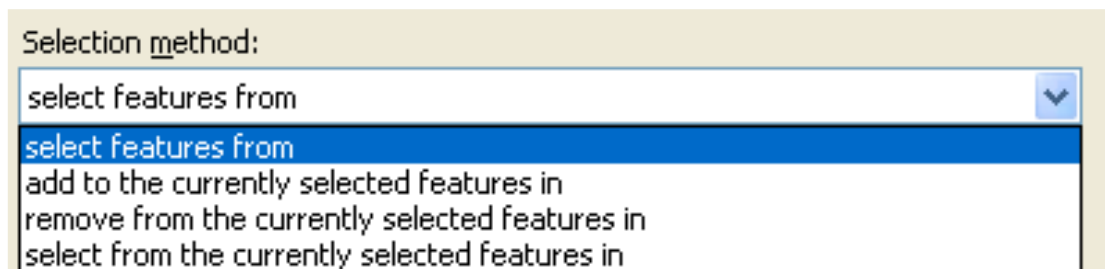 Selection method:
select features from
select features from
add to the currently selected features in
remove from the currently selected features in
select from the currently selected features in